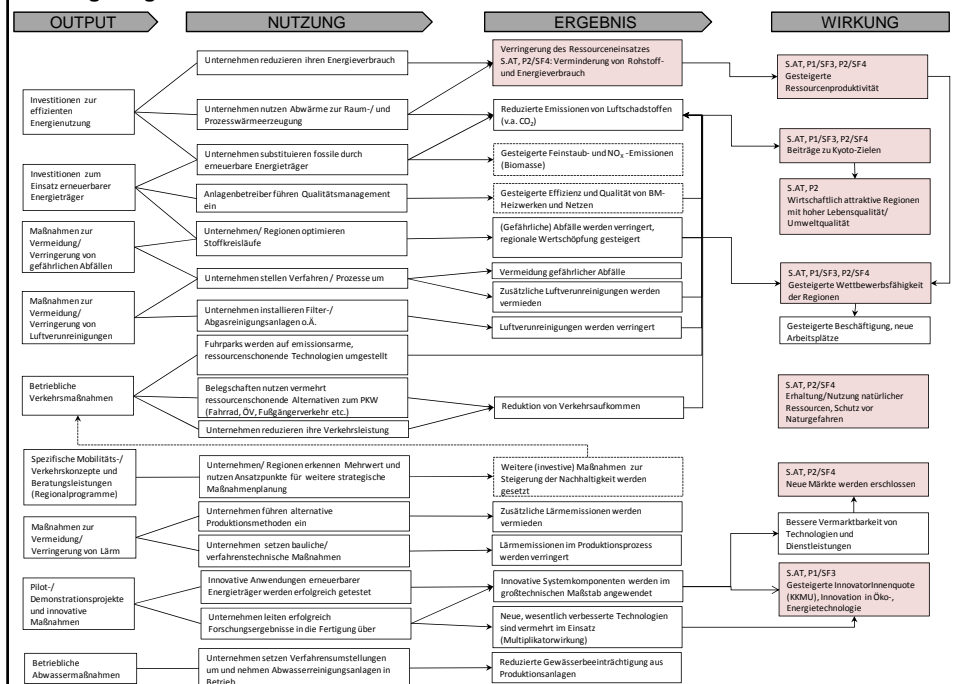 OUTPUT
NUTZUNG
ERGEBNIS
WIRKUNG
Investitionen zur
effizienten
Energienutzung
Investitionen zum
Einsatz erneuerbarer
Energieträger
Maßnahmen zur
Vermeidung/
Verringerung von
gefährlichen Abfällen
Maßnahmen zur
Vermeidung/
Verringerung von
Luftverunreinigungen
Betriebliche
Verkehrsmaßnahmen
Spezifische Mobilitäts-/
Verkehrskonzepte und
Beratungsleistungen
(Regionalprogramme)
Maßnahmen zur
Vermeidung/
Verringerung von Lärm
Pilot-/
Demonstrationsprojekte
und innovative
Maßnahmen
Betriebliche
Abwassermaßnahmen
Unternehmen reduzieren ihren Energieverbrauch
Unternehmen nutzen Abwärme zur Raum-/ und
Prozesswärmeerzeugung
Unternehmen substituieren fossile durch
erneuerbare Energieträger
Anlagenbetreiber führen Qualitätsmanagement
ein
Unternehmen/ Regionen optimieren
Stoffkreisläufe
Unternehmen stellen Verfahren / Prozesse um
Unternehmen installieren Filter-/
Abgasreinigungsanlagen o.Ä.
Fuhrparks werden auf emissionsarme,
ressourcenschonende Technologien umgestellt
Belegschaften nutzen vermehrt
ressourcenschonende Alternativen zum PKW
(Fahrrad, ÖV, Fußgängerverkehr etc.)
Unternehmen reduzieren ihre Verkehrsleistung
Unternehmen/ Regionen erkennen Mehrwert und
nutzen Ansatzpunkte für weitere strategische
Maßnahmenplanung
Unternehmen führen alternative
Produktionsmethoden ein
Unternehmen setzen bauliche/
verfahrenstechnische Maßnahmen
Innovative Anwendungen erneuerbarer
Energieträger werden erfolgreich getestet
Unternehmen leiten erfolgreich
Forschungsergebnisse in die Fertigung über
Unternehmen setzen Verfahrensumstellungen
um und nehmen Abwasserreinigungsanlagen in
Betrieb
Verringerung des Ressourceneinsatzes
S.AT, P2/SF4: Verminderung von Rohstoff-
und Energieverbrauch
Reduzierte Emissionen von Luftschadstoffen
(v.a. CO₂)
Gesteigerte Feinstaub- und NOₓ -Emissionen
(Biomasse)
Gesteigerte Effizienz und Qualität von BM-
Heizwerken und Netzen
(Gefährliche) Abfälle werden verringert,
regionale Wertschöpfung gesteigert
Vermeidung gefährlicher Abfälle
Zusätzliche Luftverunreinigungen werden
vermieden
Luftverunreinigungen werden verringert
Reduktion von Verkehrsaufkommen
Weitere (investive) Maßnahmen zur
Steigerung der Nachhaltigkeit werden
gesetzt
Zusätzliche Lärmemissionen werden
vermieden
Lärmemissionen im Produktionsprozess
werden verringert
Innovative Systemkomponenten werden im
großtechnischen Maßstab angewendet
Neue, wesentlich verbesserte Technologien
sind vermehrt im Einsatz
(Multiplikatorwirkung)
Reduzierte Gewässerbeeinträchtigung aus
Produktionsanlagen
S.AT, P1/SF3, P2/SF4
Gesteigerte
Ressourcenproduktivität
S.AT, P1/SF3, P2/SF4
Beiträge zu Kyoto-Zielen
S.AT, P2
Wirtschaftlich attraktive Regionen
mit hoher Lebensqualität/
Umweltqualität
S.AT, P1/SF3, P2/SF4
Gesteigerte Wettbewerbsfähigkeit
der Regionen
Gesteigerte Beschäftigung, neue
Arbeitsplätze
S.AT, P2/SF4
Erhaltung/Nutzung natürlicher
Ressourcen, Schutz vor
Naturgefahren
S.AT, P2/SF4
Neue Märkte werden erschlossen
Bessere Vermarktbarkeit von
Technologien und
Dienstleistungen
S.AT, P1/SF3
Gesteigerte InnovatorInnenquote
(KKMU), Innovation in Öko-,
Energietechnologie